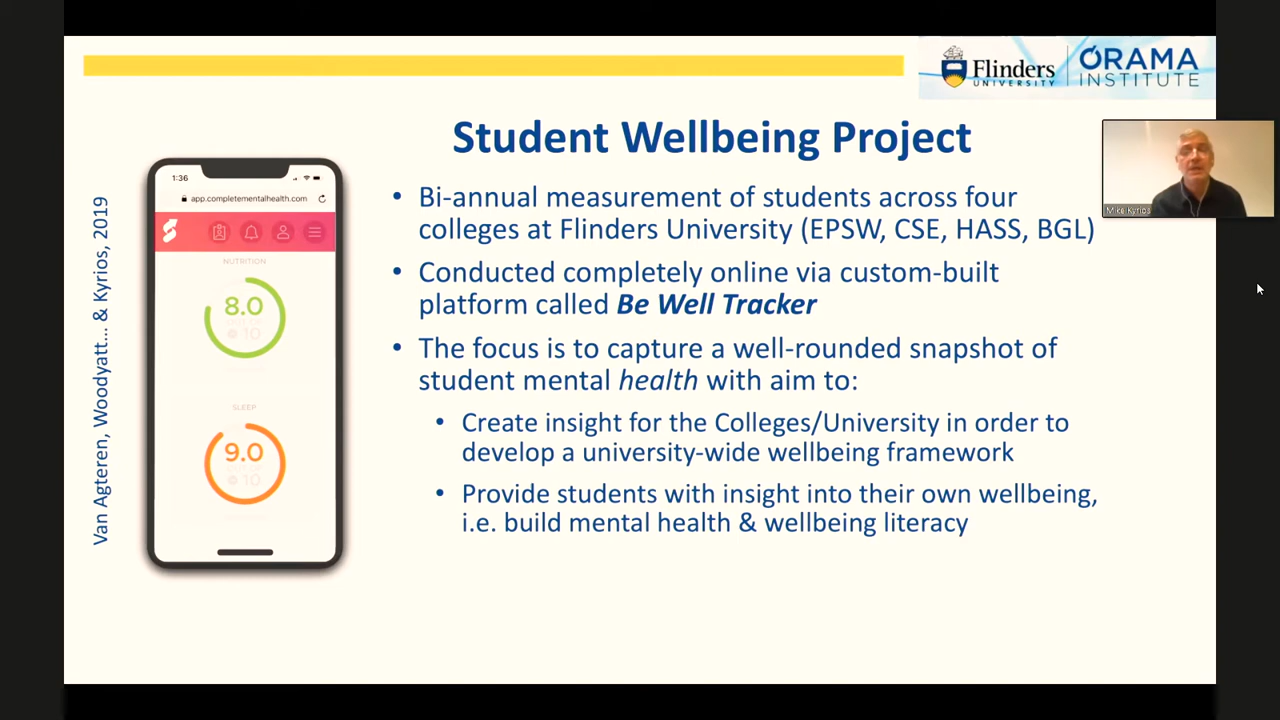 Flinders
UNIVERSITY
ÓRAMA
INSTITUTE
Student Wellbeing Project
Mike Kyrios
Van Agteren, Woodyatt... & Kyrios, 2019
1:36
app.completementalhealth.com
NUTRITION
8.0
10
SLEEP
9.0
10
• Bi-annual measurement of students across four
colleges at Flinders University (EPSW, CSE, HASS, BGL)
• Conducted completely online via custom-built
platform called Be Well Tracker
• The focus is to capture a well-rounded snapshot of
student mental health with aim to:
• Create insight for the Colleges/University in order to
develop a university-wide wellbeing framework
• Provide students with insight into their own wellbeing,
i.e. build mental health & wellbeing literacy